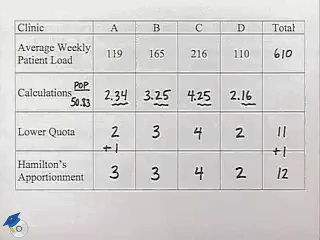 Clinic A B C D Total
Average Weekly Patient Load 119 165 216 110 610
Calculations POP/50.83 2.34 3.25 4.25 2.16
Lower Quota 2 3 4 2 11
+1 +1
Hamilton's Apportionment 3 3 4 2 12